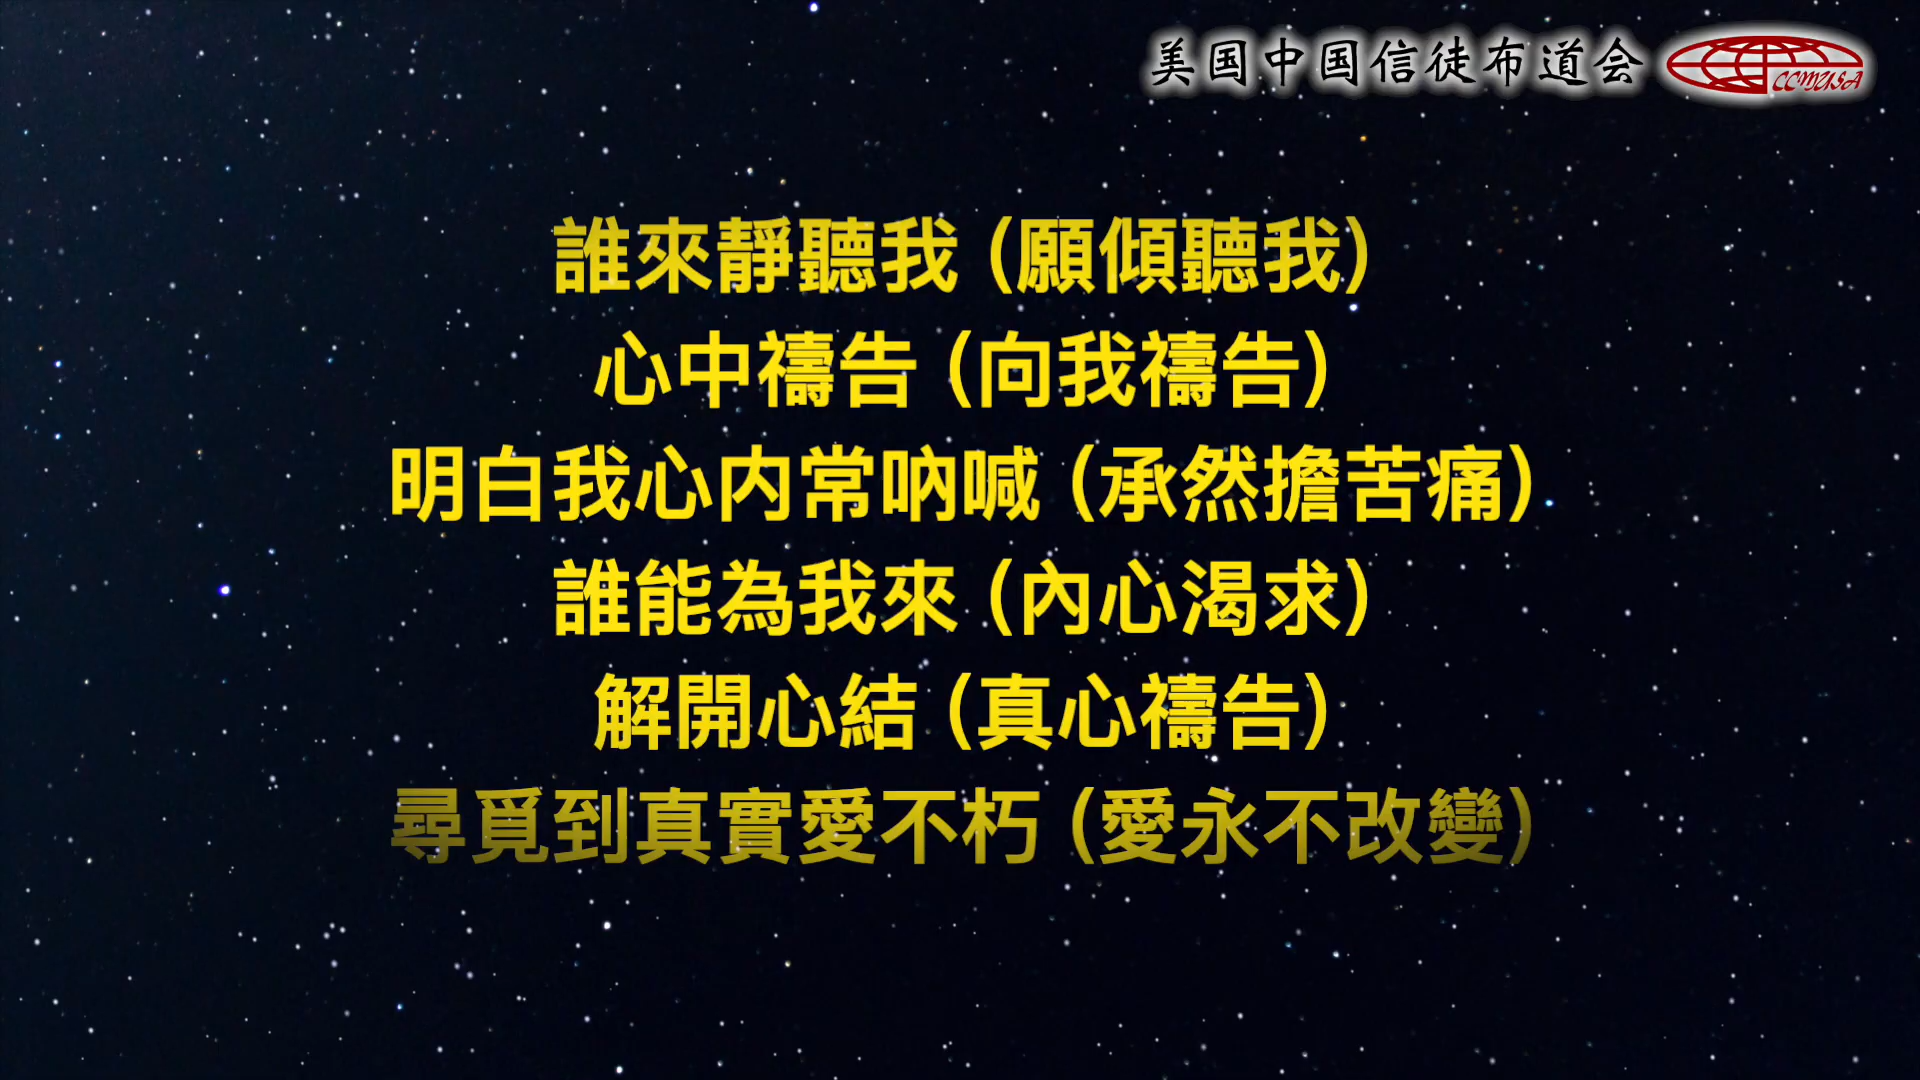 美国中国信徒布道会 CCMUSA
誰來靜聽我 (願傾聽我)
心中禱告 (向我禱告)
明白我心内常吶喊 (承然擔苦痛)
誰能為我來 (內心渴求)
解開心結 (真心禱告)
尋覓到真實愛不朽 (愛永不改變)